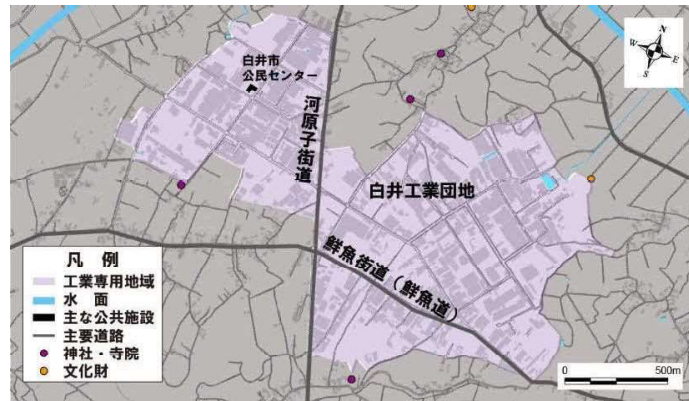 白井市
公民センター
河原子街道
白井工業団地
鮮魚街道（鮮魚道）
N
W
E
S
凡 例
工業専用地域
水 面
主な公共施設
主要道路
神社・寺院
文化財
0 500m